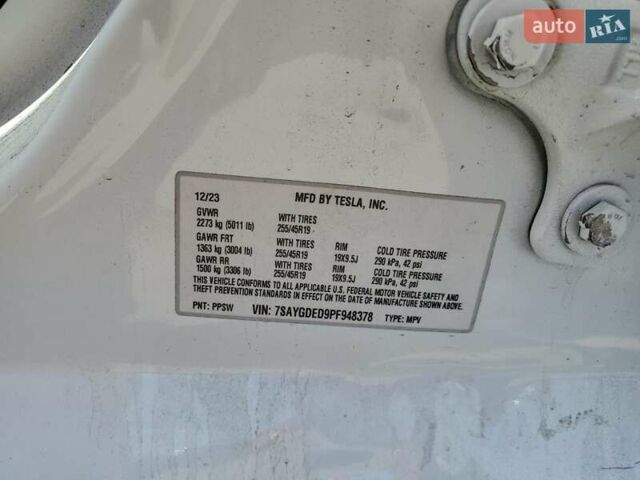 auto RIA.com
12/23 MFD BY TESLA, INC.
GVWR WITH TIRES
2273 kg (5011 lb) 255/45R19
GAWR FRT WITH TIRES RIM COLD TIRE PRESSURE
1363 kg (3004 lb) 255/45R19 19X9.5J 290 kPa, 42 psi
GAWR RR WITH TIRES RIM COLD TIRE PRESSURE
1500 kg (3306 lb) 255/45R19 19X9.5J 290 kPa, 42 psi
THIS VEHICLE CONFORMS TO ALL APPLICABLE U.S. FEDERAL MOTOR VEHICLE SAFETY AND
THEFT PREVENTION STANDARDS IN EFFECT ON THE DATE OF MANUFACTURE SHOWN ABOVE.
PNT: PPSW VIN: 7SAYGDED9PF948378 TYPE: MPV